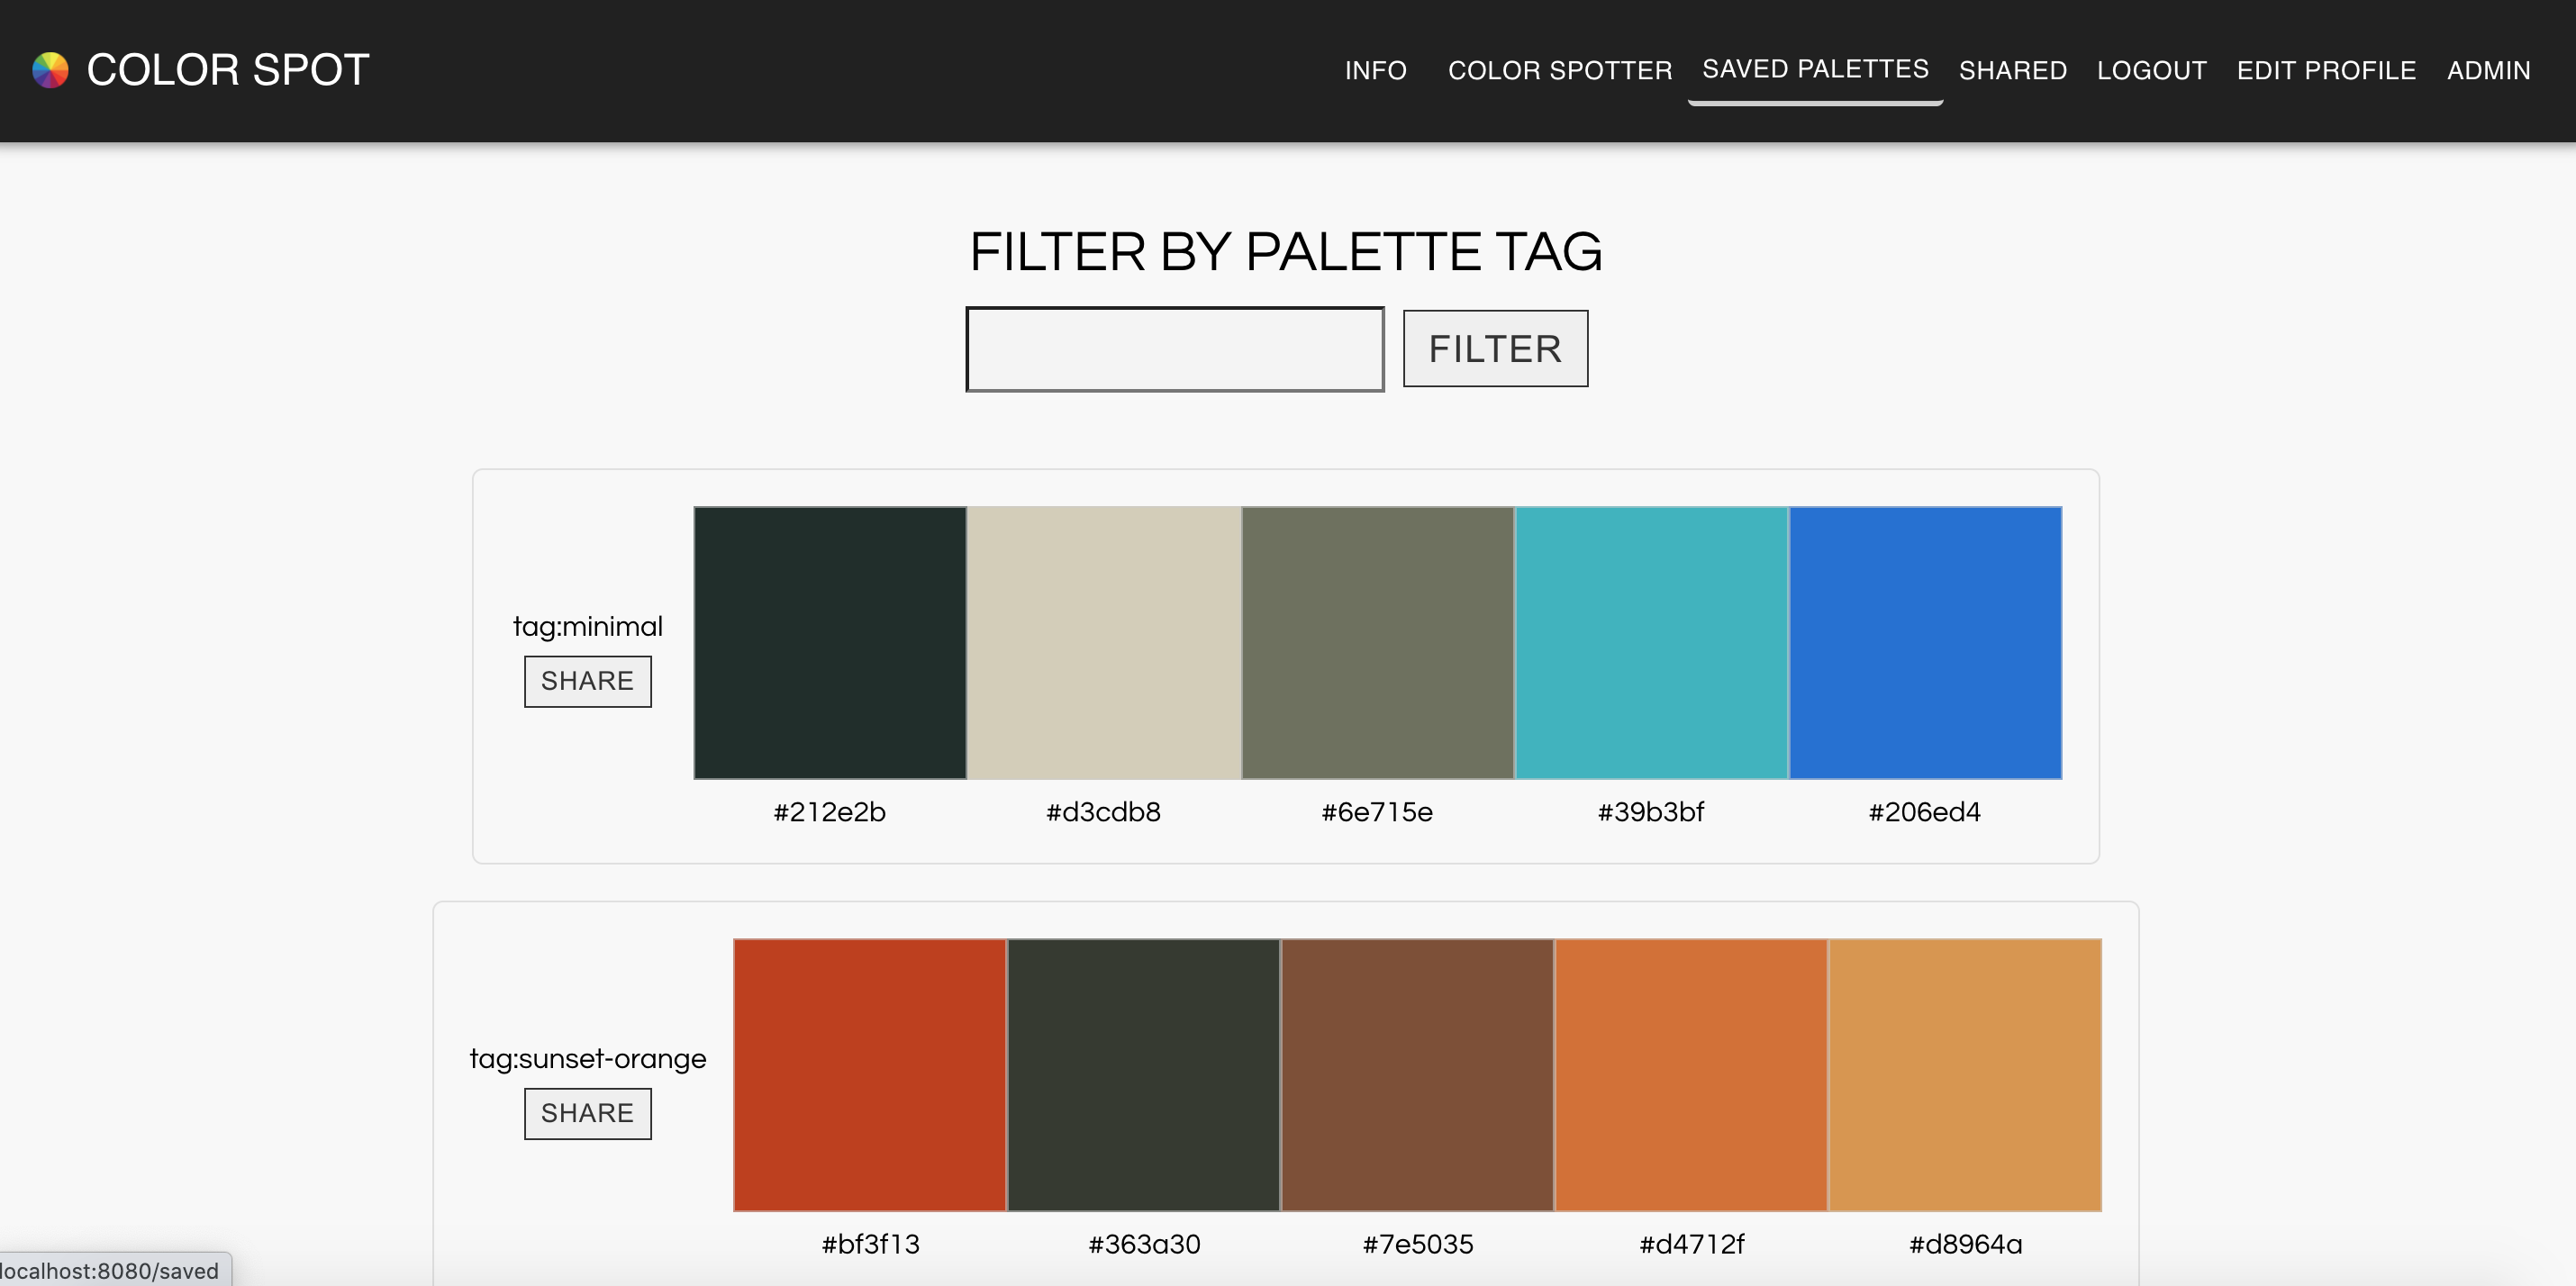 COLOR SPOT
INFO COLOR SPOTTER SAVED PALETTES SHARED LOGOUT EDIT PROFILE ADMIN
FILTER BY PALETTE TAG
FILTER
tag:minimal
SHARE
#212e2b #d3cdb8 #6e715e #39b3bf #206ed4
tag:sunset-orange
SHARE
#bf3f13 #363a30 #7e5035 #d4712f #d8964a
localhost:8080/saved